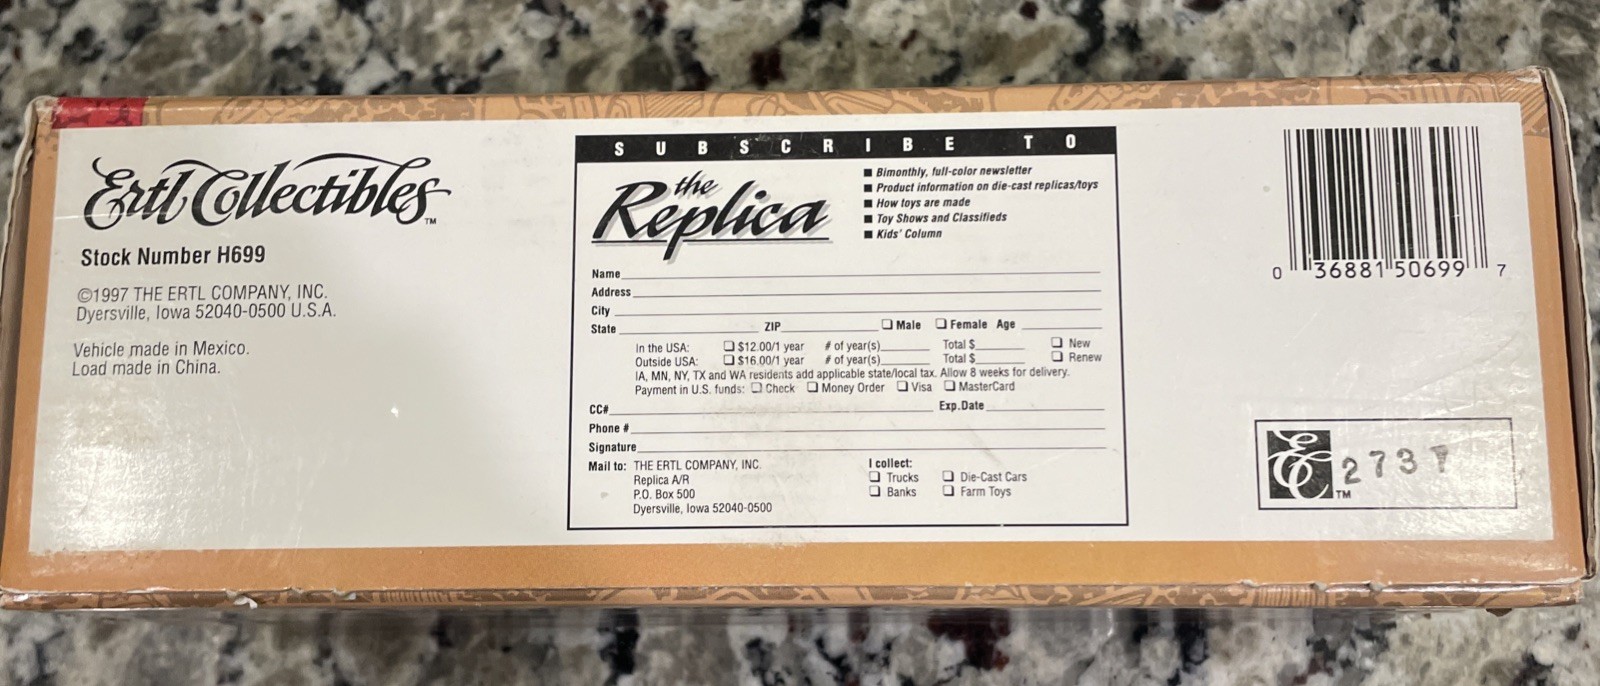 Ertl Collectibles™
Stock Number H699
©1997 THE ERTL COMPANY, INC.
Dyersville, Iowa 52040-0500 U.S.A.
Vehicle made in Mexico.
Load made in China.
SUBSCRIBE TO
the
Replica
■ Bimonthly, full-color newsletter
■ Product information on die-cast replicas/toys
■ How toys are made
■ Toy Shows and Classifieds
■ Kids' Column
Name
Address
City
State ZIP ❑ Male ❑ Female Age
In the USA: ❑ $12.00/1 year # of year(s) Total $ ❑ New
Outside USA: ❑ $16.00/1 year # of year(s) Total $ ❑ Renew
IA, MN, NY, TX and WA residents add applicable state/local tax. Allow 8 weeks for delivery.
Payment in U.S. funds: ❑ Check ❑ Money Order ❑ Visa ❑ MasterCard
CC# Exp.Date
Phone #
Signature
Mail to: THE ERTL COMPANY, INC.
Replica A/R
P.O. Box 500
Dyersville, Iowa 52040-0500
I collect:
❑ Trucks ❑ Die-Cast Cars
❑ Banks ❑ Farm Toys
0 36881 50699 7
EC™ 273